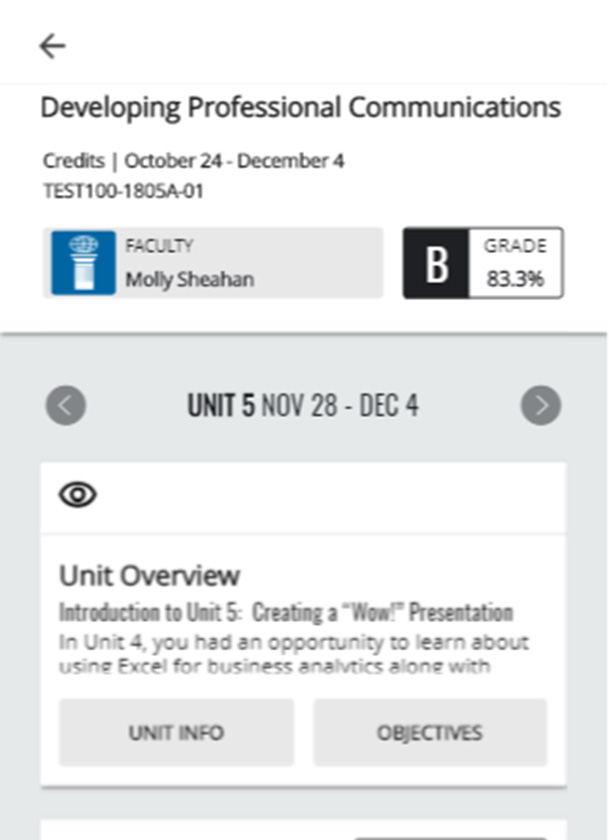 Developing Professional Communications
Credits | October 24 - December 4
TEST100-1805A-01
FACULTY
Molly Sheahan
B
GRADE
83.3%
UNIT 5 NOV 28 - DEC 4
Unit Overview
Introduction to Unit 5: Creating a “Wow!” Presentation
In Unit 4, you had an opportunity to learn about
using Excel for business analytics along with
UNIT INFO
OBJECTIVES